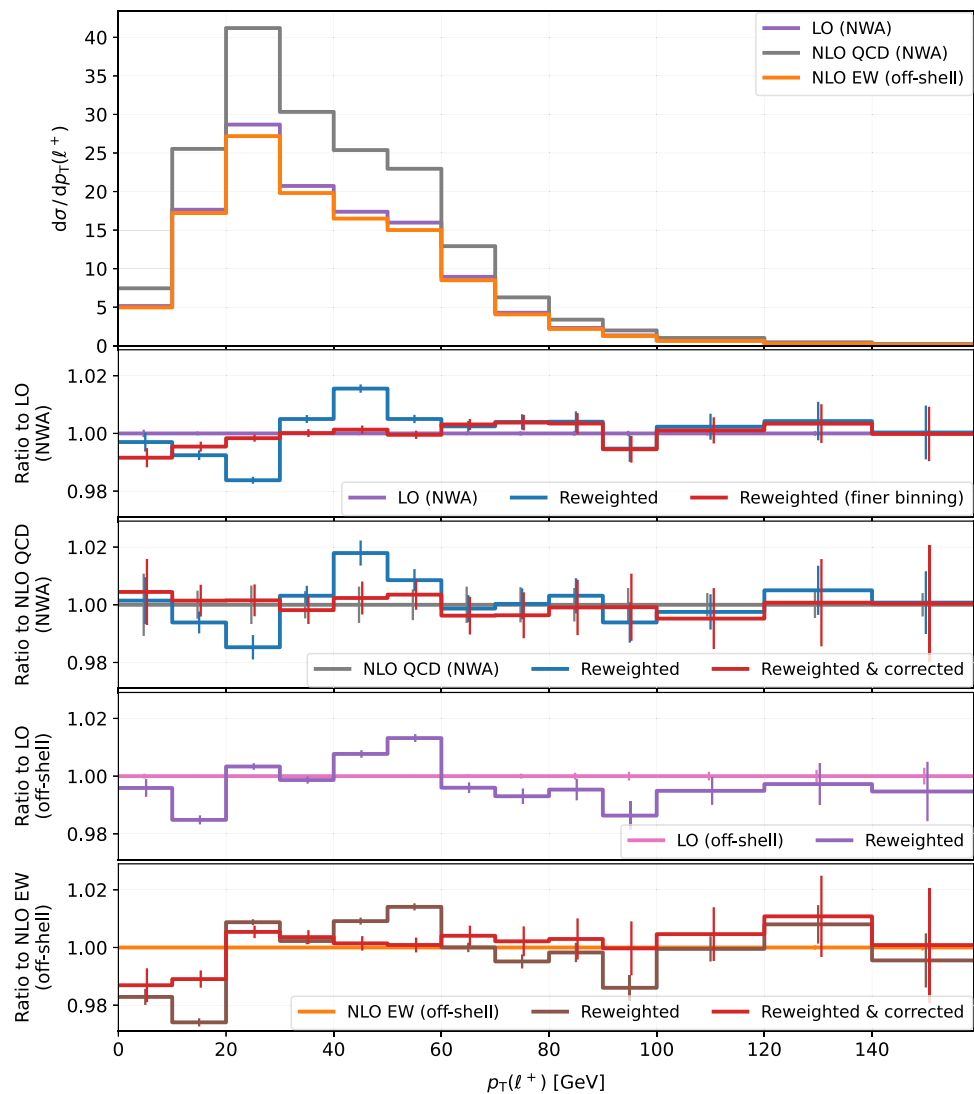 LO (NWA)
NLO QCD (NWA)
NLO EW (off-shell)
dσ/dp_T(ℓ⁺)
40
35
30
25
20
15
10
5
0
Ratio to LO
(NWA)
1.02
1.00
0.98
LO (NWA) Reweighted Reweighted (finer binning)
Ratio to NLO QCD
(NWA)
1.02
1.00
0.98
NLO QCD (NWA) Reweighted Reweighted & corrected
Ratio to LO
(off-shell)
1.02
1.00
0.98
LO (off-shell) Reweighted
Ratio to NLO EW
(off-shell)
1.02
1.00
0.98
NLO EW (off-shell) Reweighted Reweighted & corrected
0 20 40 60 80 100 120 140
p_T(ℓ⁺) [GeV]